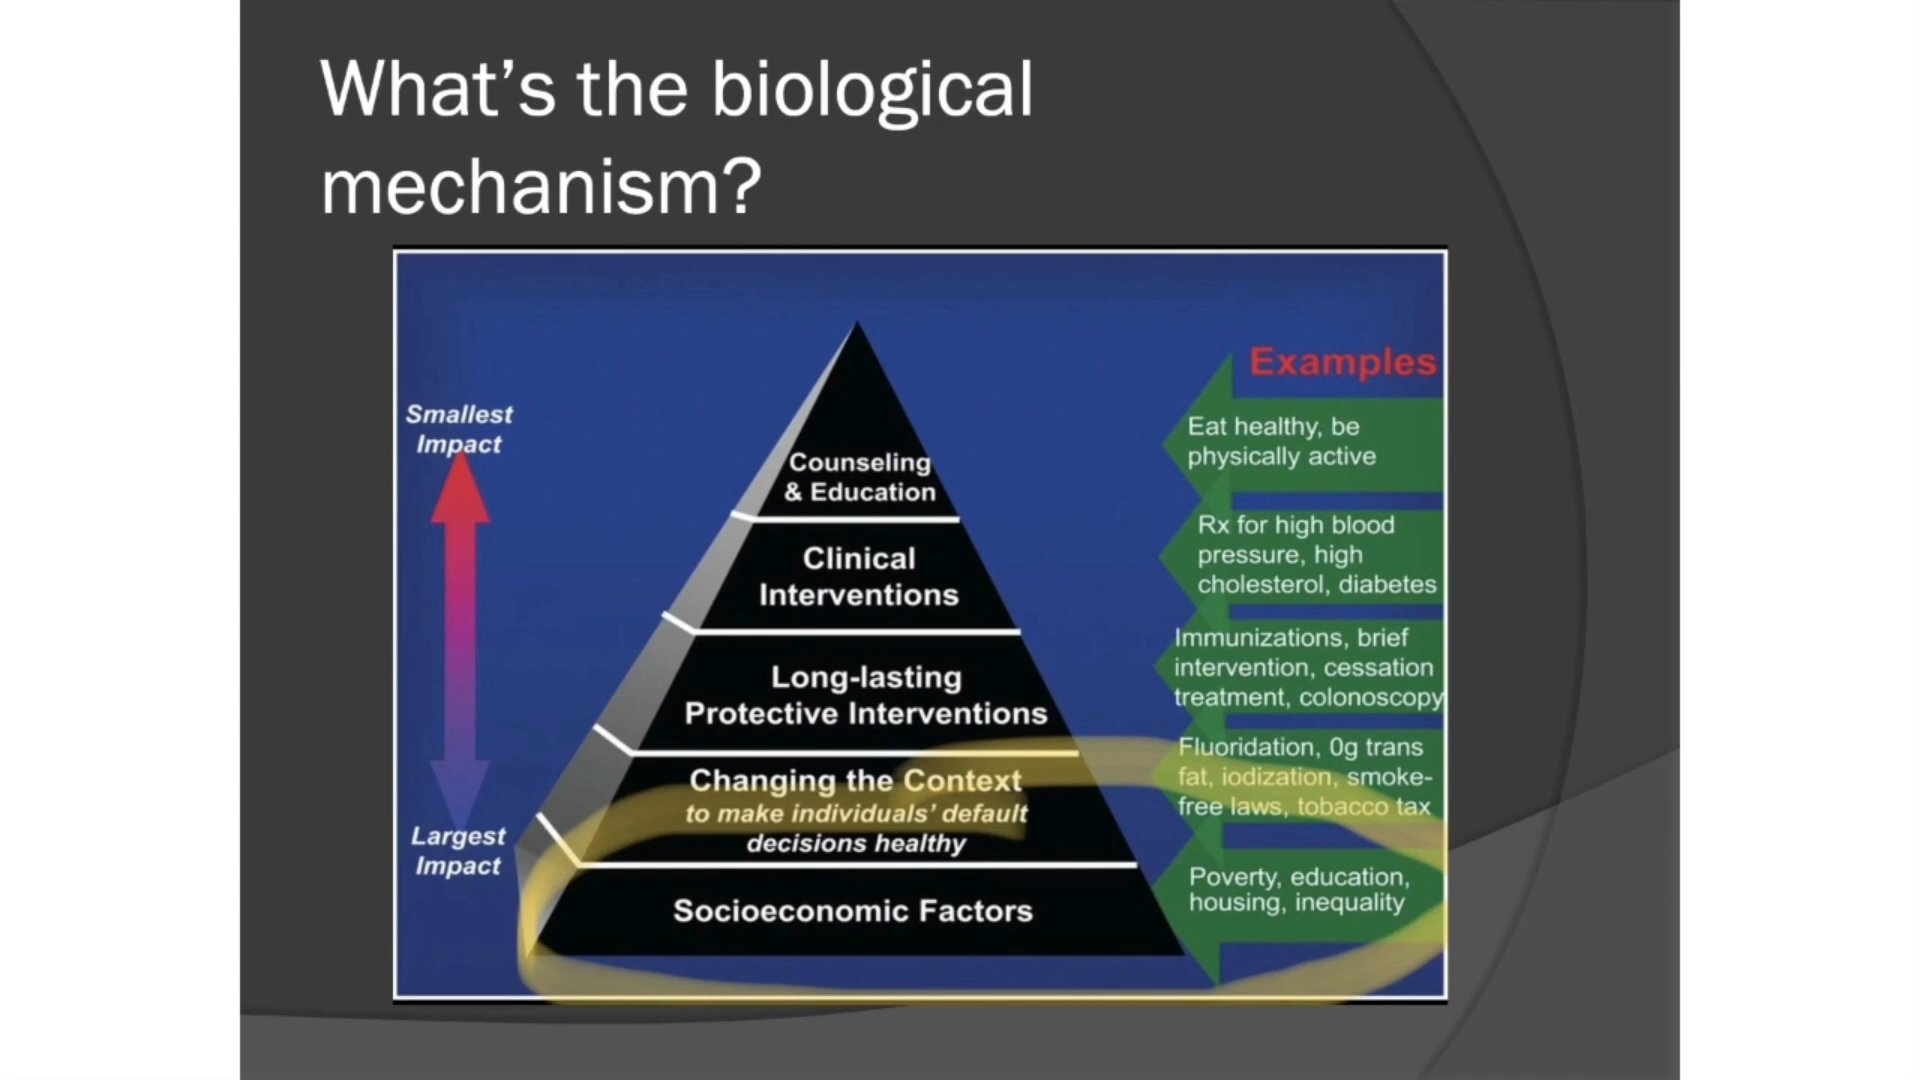 What's the biological
mechanism?
Examples
Smallest
Impact
Largest
Impact
Counseling
& Education
Clinical
Interventions
Long-lasting
Protective Interventions
Changing the Context
to make individuals' default
decisions healthy
Socioeconomic Factors
Eat healthy, be
physically active
Rx for high blood
pressure, high
cholesterol, diabetes
Immunizations, brief
intervention, cessation
treatment, colonoscopy
Fluoridation, 0g trans
fat, iodization, smoke-
free laws, tobacco tax
Poverty, education,
housing, inequality